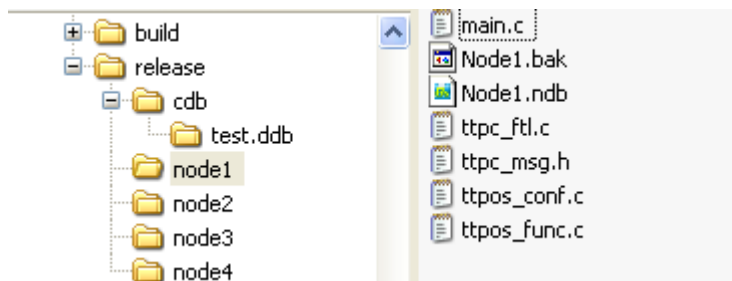 build
release
cdb
test.ddb
node1
node2
node3
node4
main.c
Node1.bak
Node1.ndb
ttpc_ftl.c
ttpc_msg.h
ttpos_conf.c
ttpos_func.c